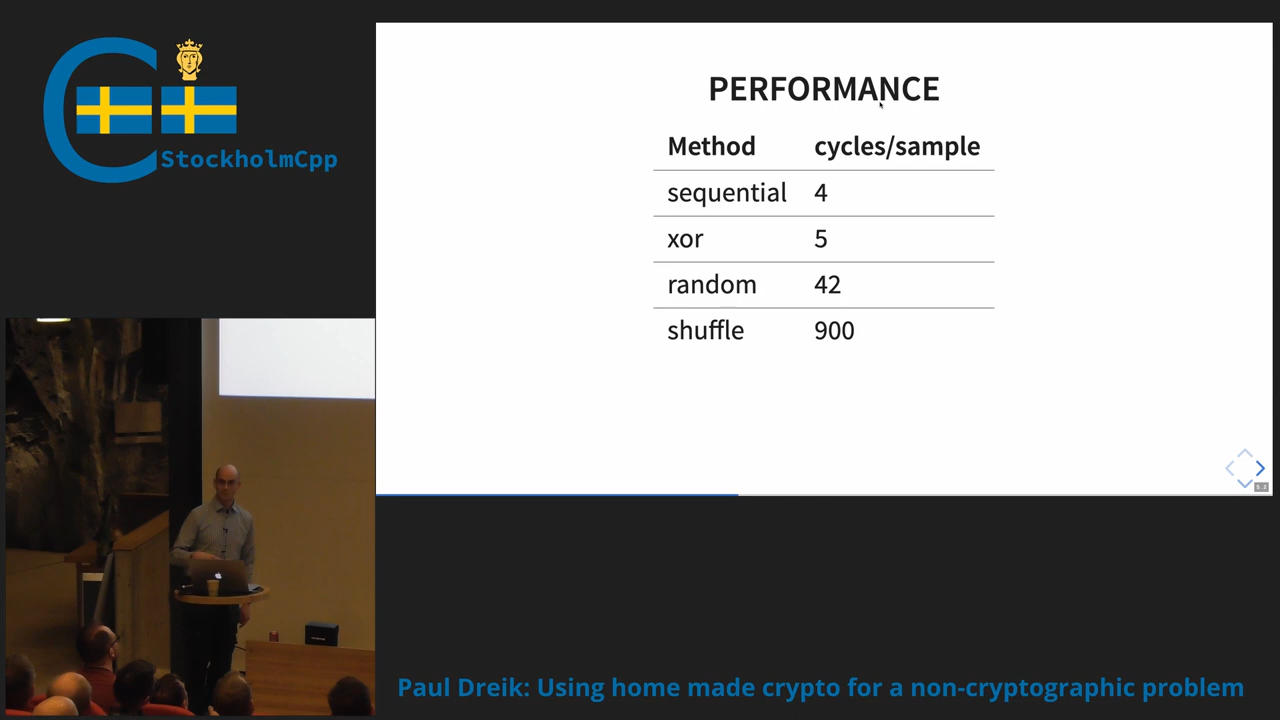 StockholmCpp
PERFORMANCE
Method cycles/sample
sequential 4
xor 5
random 42
shuffle 900
Paul Dreik: Using home made crypto for a non-cryptographic problem